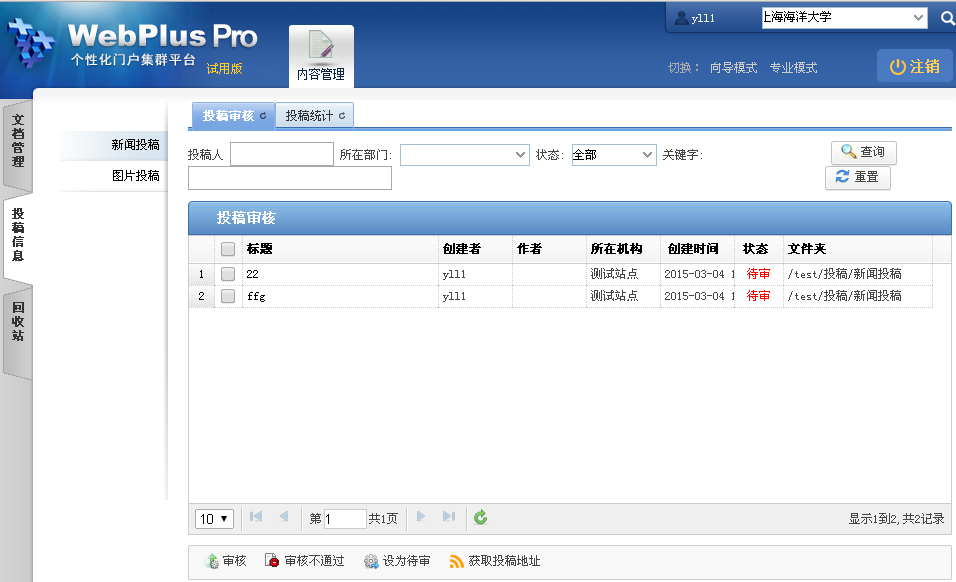 yll1 上海海洋大学
WebPlus Pro
个性化门户集群平台 试用版
内容管理
切换： 向导模式 专业模式 注销
文档管理
投稿信息
回收站
新闻投稿
图片投稿
投稿审核 投稿统计
投稿人 所在部门: 状态: 全部 关键字: 查询
重置
投稿审核
标题 创建者 作者 所在机构 创建时间 状态 文件夹
1 22 yll1 测试站点 2015-03-04 1 待审 /test/投稿/新闻投稿
2 ffg yll1 测试站点 2015-03-04 1 待审 /test/投稿/新闻投稿
10 第 1 共1页 显示1到2, 共2记录
审核 审核不通过 设为待审 获取投稿地址